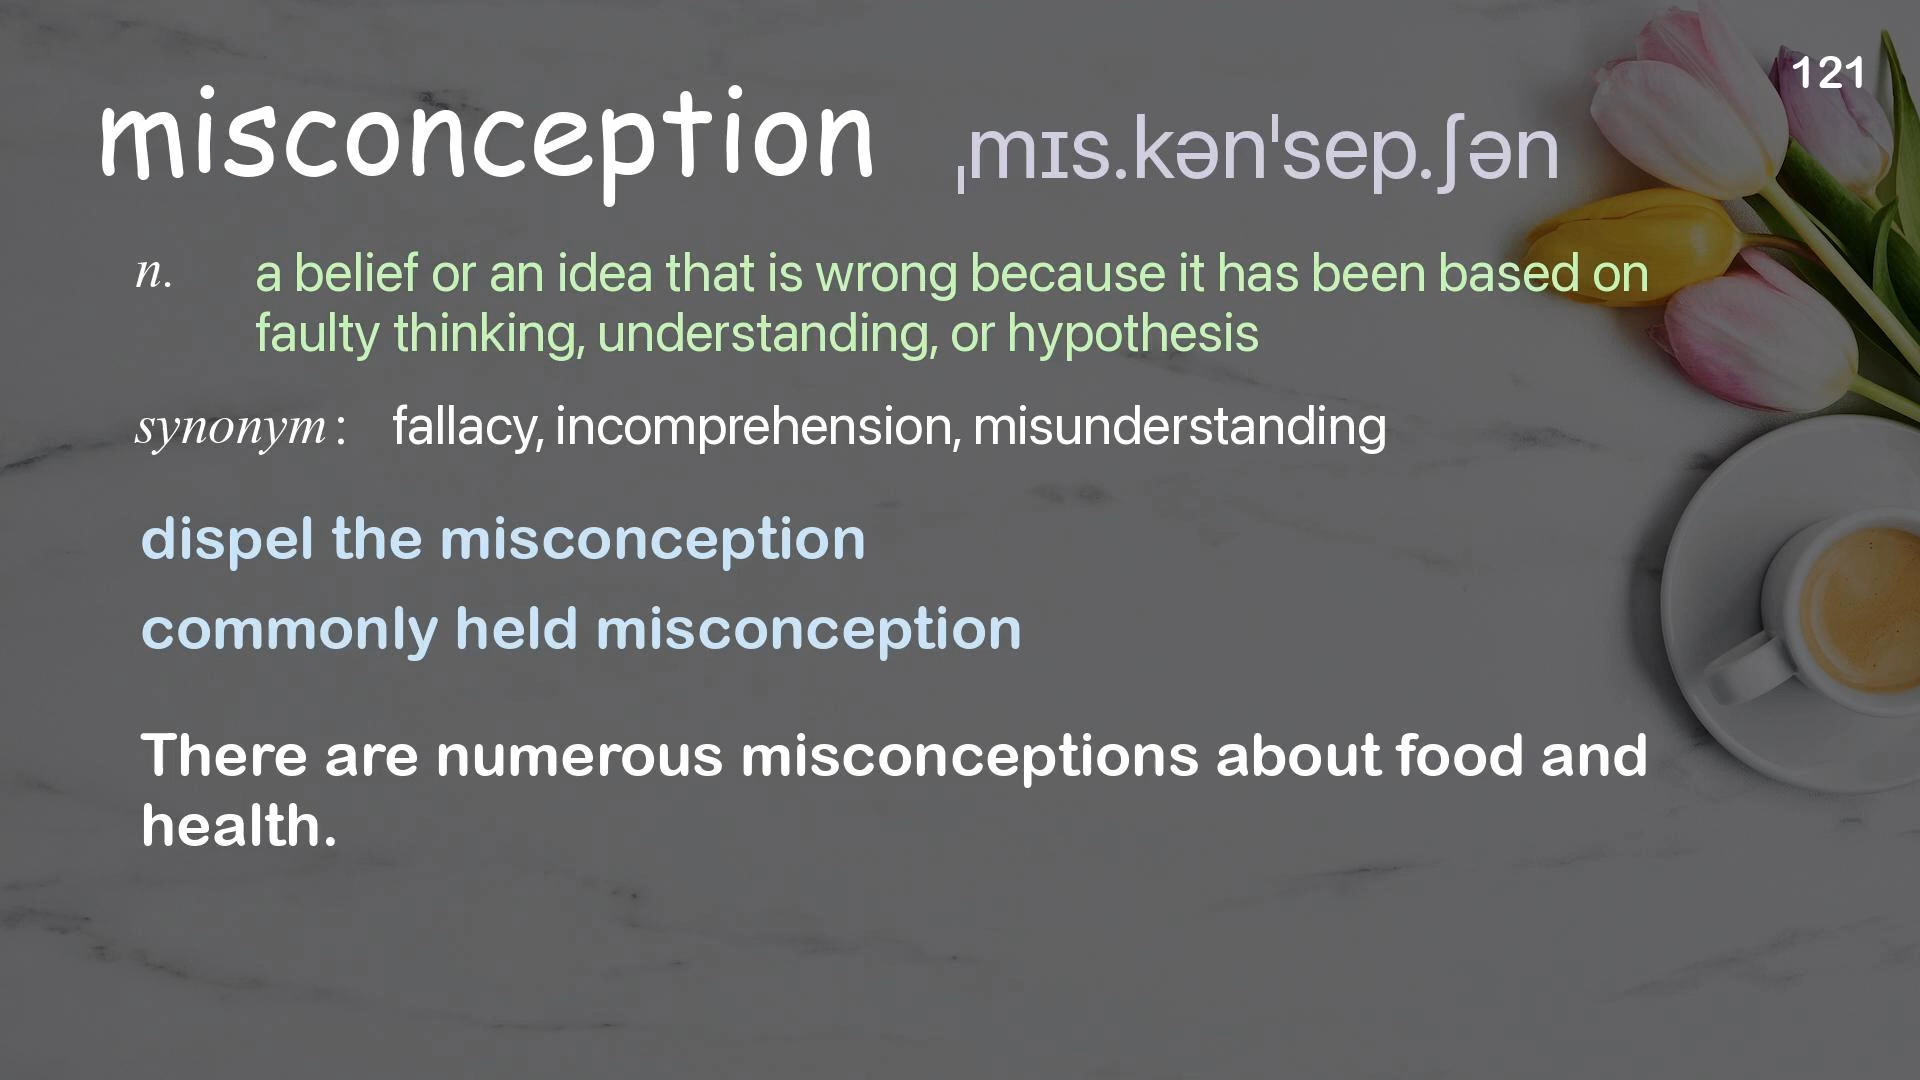 121
misconception ˌmɪs.kənˈsep.ʃən
n. a belief or an idea that is wrong because it has been based on
faulty thinking, understanding, or hypothesis
synonym: fallacy, incomprehension, misunderstanding
dispel the misconception
commonly held misconception
There are numerous misconceptions about food and
health.